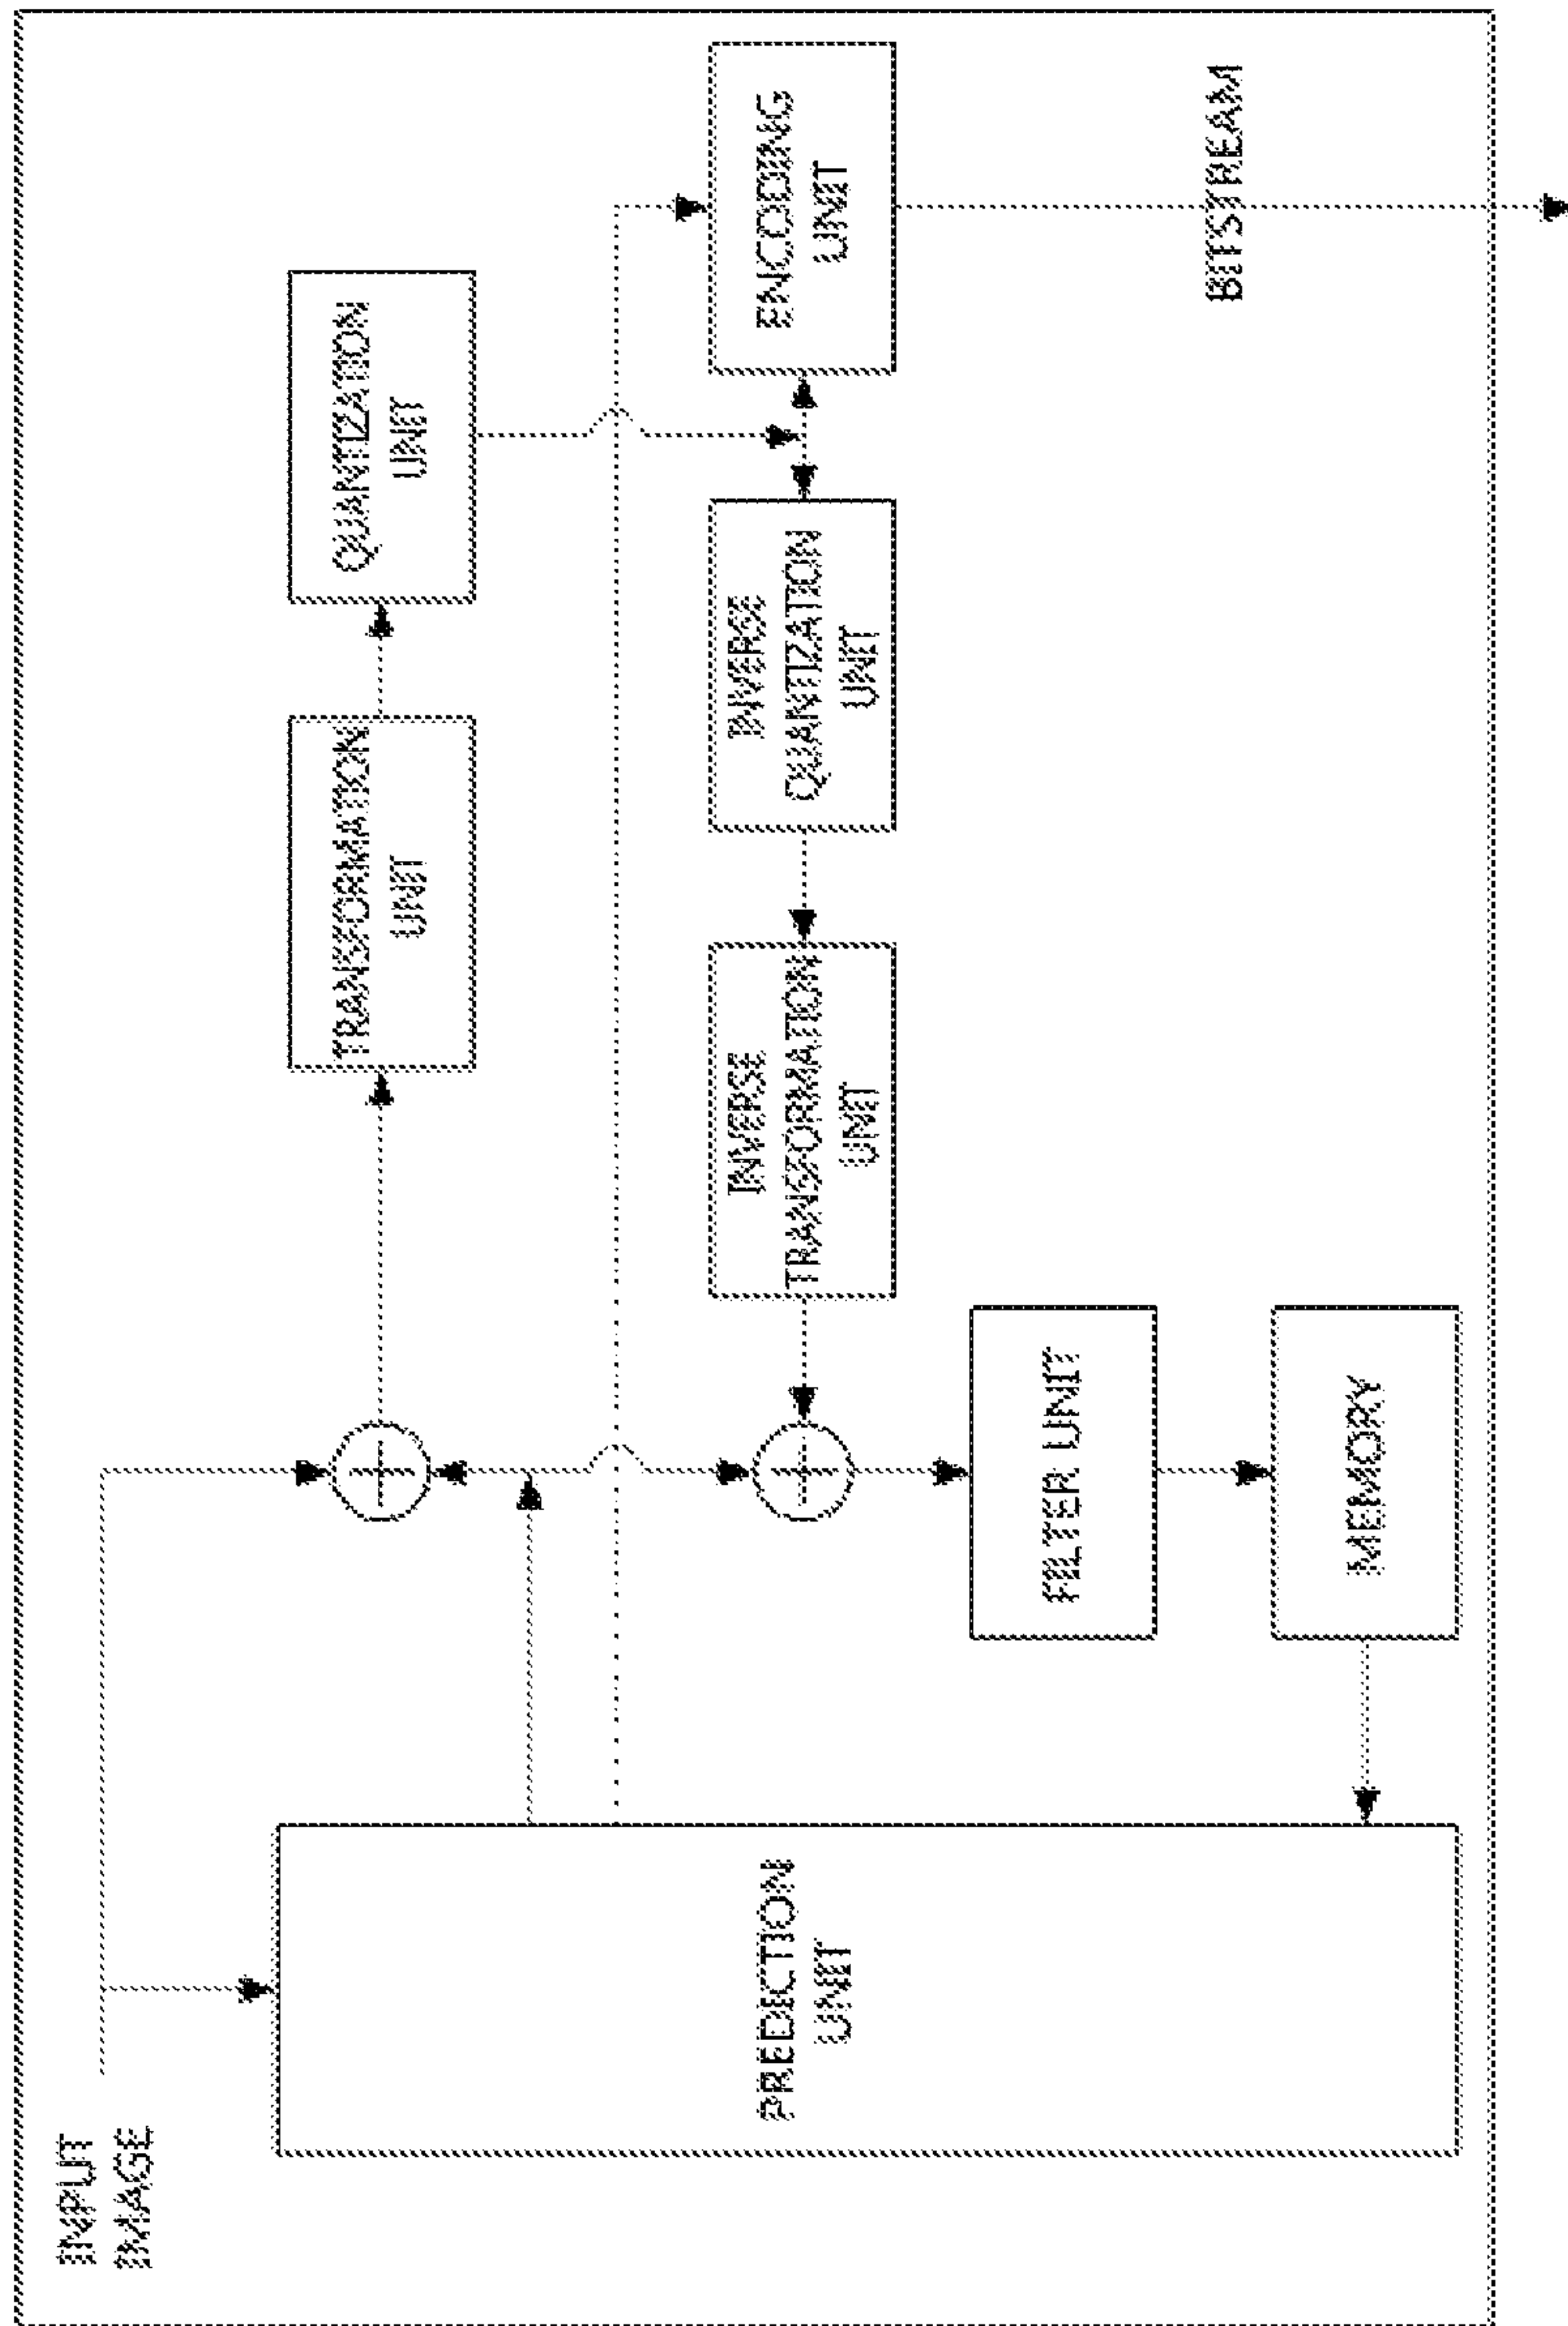 INPUT
IMAGE
TRANSFORMATION
UNIT
QUANTIZATION
UNIT
PREDICTION
UNIT
INVERSE
TRANSFORMATION
UNIT
INVERSE
QUANTIZATION
UNIT
ENCODING
UNIT
FILTER UNIT
BITSTREAM
MEMORY